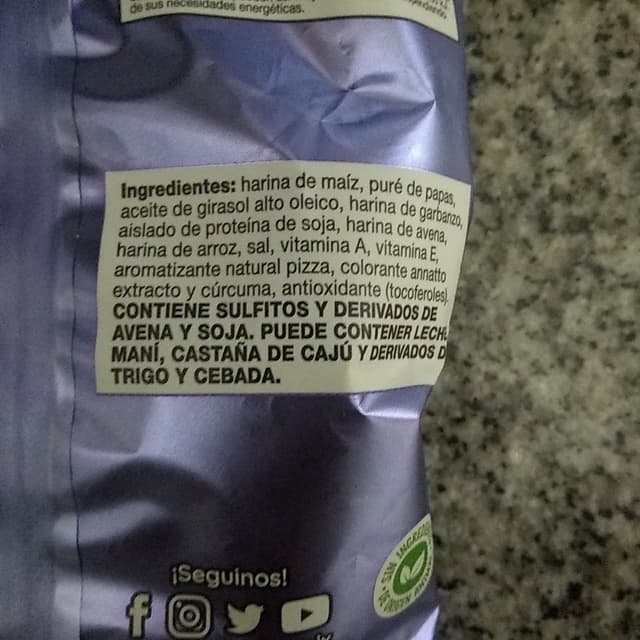 de sus necesidades energéticas.
Ingredientes: harina de maíz, puré de papas,
aceite de girasol alto oleico, harina de garbanzo,
aislado de proteína de soja, harina de avena,
harina de arroz, sal, vitamina A, vitamina E,
aromatizante natural pizza, colorante annatto
extracto y cúrcuma, antioxidante (tocoferoles).
CONTIENE SULFITOS Y DERIVADOS DE
AVENA Y SOJA. PUEDE CONTENER
MANÍ, CASTAÑA DE CAJÚ Y DERIVADOS
TRIGO Y CEBADA.
¡Seguinos!
SIN